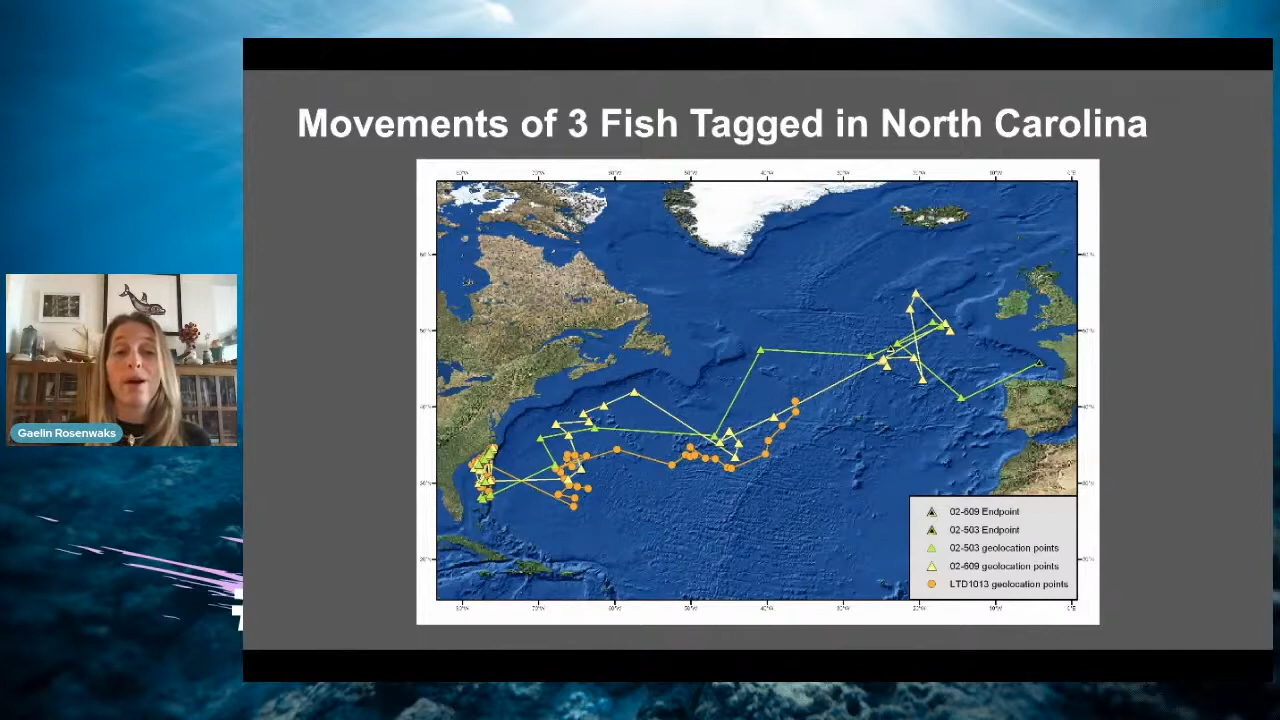 Movements of 3 Fish Tagged in North Carolina
Gaelin Rosenwaks
02-609 Endpoint
02-503 Endpoint
02-503 geolocation points
02-609 geolocation points
LTD1013 geolocation points